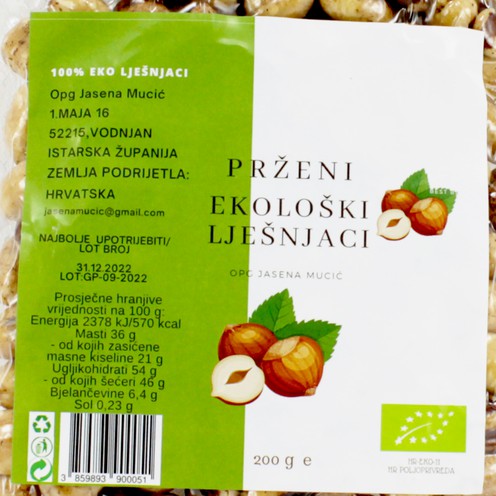 100% EKO LJEŠNJACI
Opg Jasena Mucić
1.MAJA 16
52215,VODNJAN
ISTARSKA ŽUPANIJA
ZEMLJA PODRIJETLA:
HRVATSKA
jasenamucic@gmail.com
NAJBOLJE UPOTRIJEBITI/
LOT BROJ
31.12.2022
LOT:GP-09-2022
Prosječne hranjive
vrijednosti na 100 g:
Energija 2378 kJ/570 kcal
Masti 36 g
- od kojih zasićene
masne kiseline 21 g
Ugljikohidrati 54 g
- od kojih šećeri 46 g
Bjelančevine 6,4 g
Sol 0,23 g
3 859893 900051
PRŽENI
EKOLOŠKI
LJEŠNJACI
OPG JASENA MUCIĆ
200 g e
HR-EKO-11
HR POLJOPRIVREDA